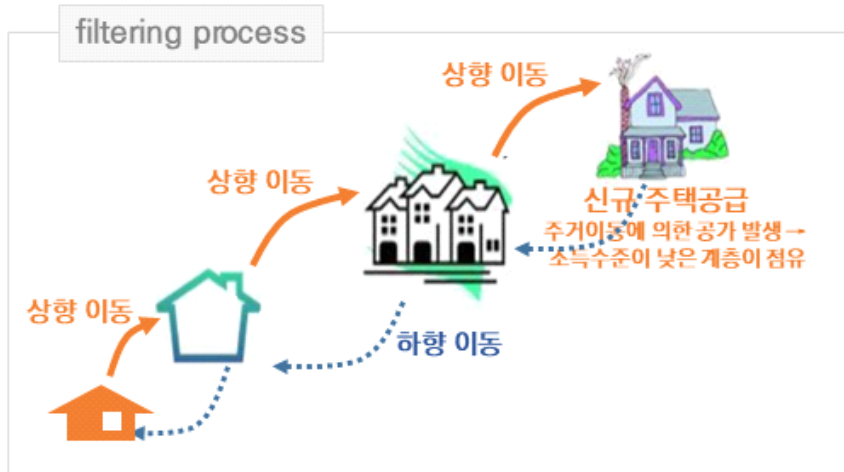 filtering process
상향 이동
상향 이동
신규 주택공급
주거이동에 의한 공가 발생→
소득수준이 낮은 계층이 점유
상향 이동
하향 이동